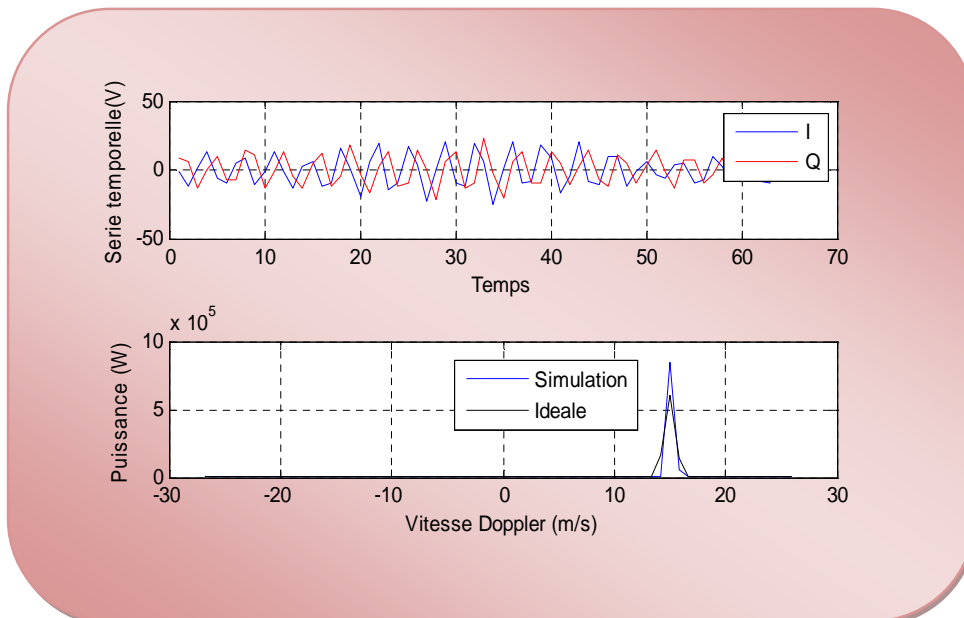 Serie temporelle(V)
50
0
-50
I
Q
0 10 20 30 40 50 60 70
Temps
x 10^5
Puissance (W)
10
5
0
Simulation
Ideale
-30 -20 -10 0 10 20 30
Vitesse Doppler (m/s)